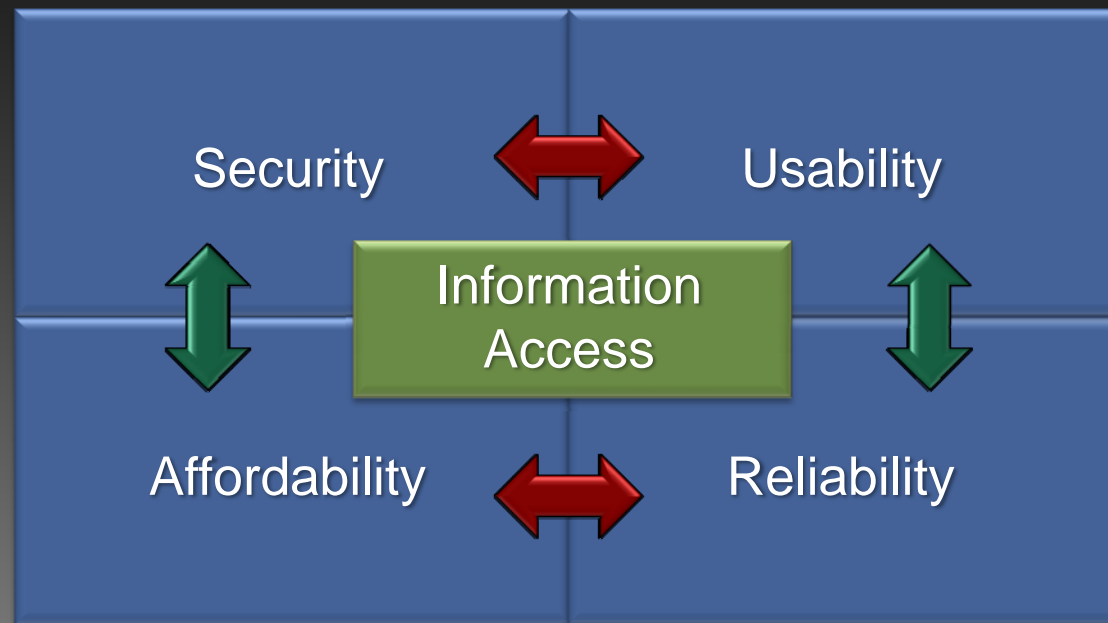 Security
Usability
Information
Access
Affordability
Reliability